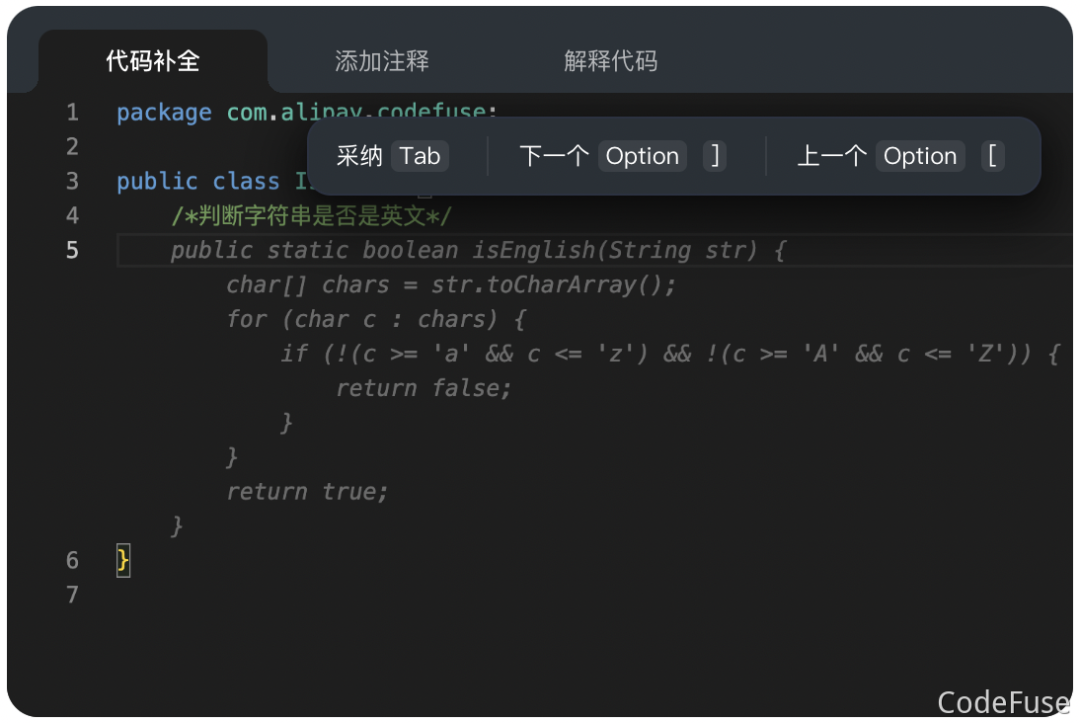 代码补全 添加注释 解释代码
1 package com.alipay.codefuse;
采纳 Tab 下一个 Option ] 上一个 Option [
2
3 public class
4 /*判断字符串是否是英文*/
5 public static boolean isEnglish(String str) {
char[] chars = str.toCharArray();
for (char c : chars) {
if (!(c >= 'a' && c <= 'z') && !(c >= 'A' && c <= 'Z')) {
return false;
}
}
return true;
}
6 }
7
CodeFuse